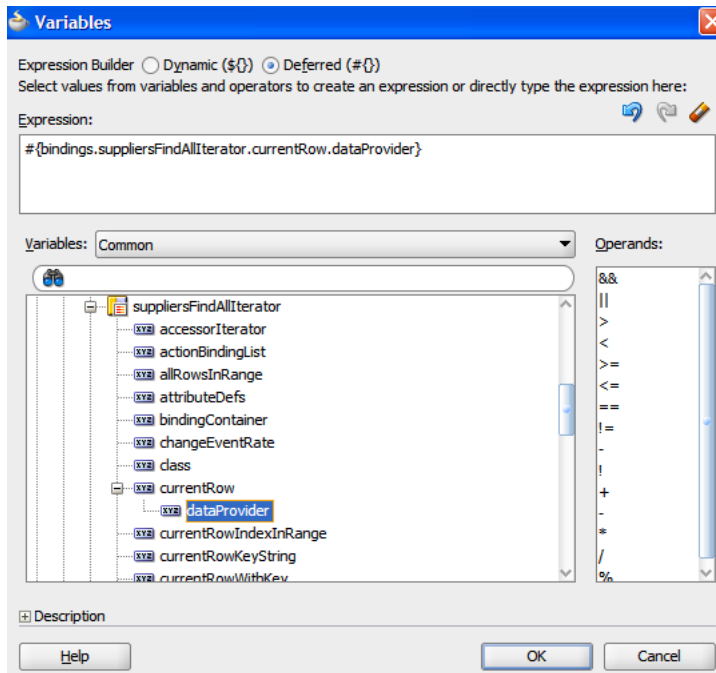 Variables
Expression Builder Dynamic (${}) Deferred (#{})
Select values from variables and operators to create an expression or directly type the expression here:
Expression:
#{bindings.suppliersFindAllIterator.currentRow.dataProvider}
Variables: Common
Operands:
suppliersFindAllIterator
accessorIterator
actionBindingList
allRowsInRange
attributeDefs
bindingContainer
changeEventRate
class
currentRow
dataProvider
currentRowIndexInRange
currentRowKeyString
currentRowWithKey
&&
||
>
<
>=
<=
==
!=
-
!
+
-
*
/
%
Description
Help
OK
Cancel